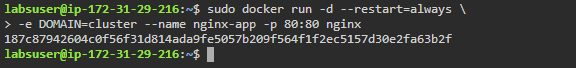 labsuser@ip-172-31-29-216:~$ sudo docker run -d --restart=always \
> -e DOMAIN=cluster --name nginx-app -p 80:80 nginx
187c87942604c0f56f31d814ada9fe5057b209f564f1f2ec5157d30e2fa63b2f
labsuser@ip-172-31-29-216:~$